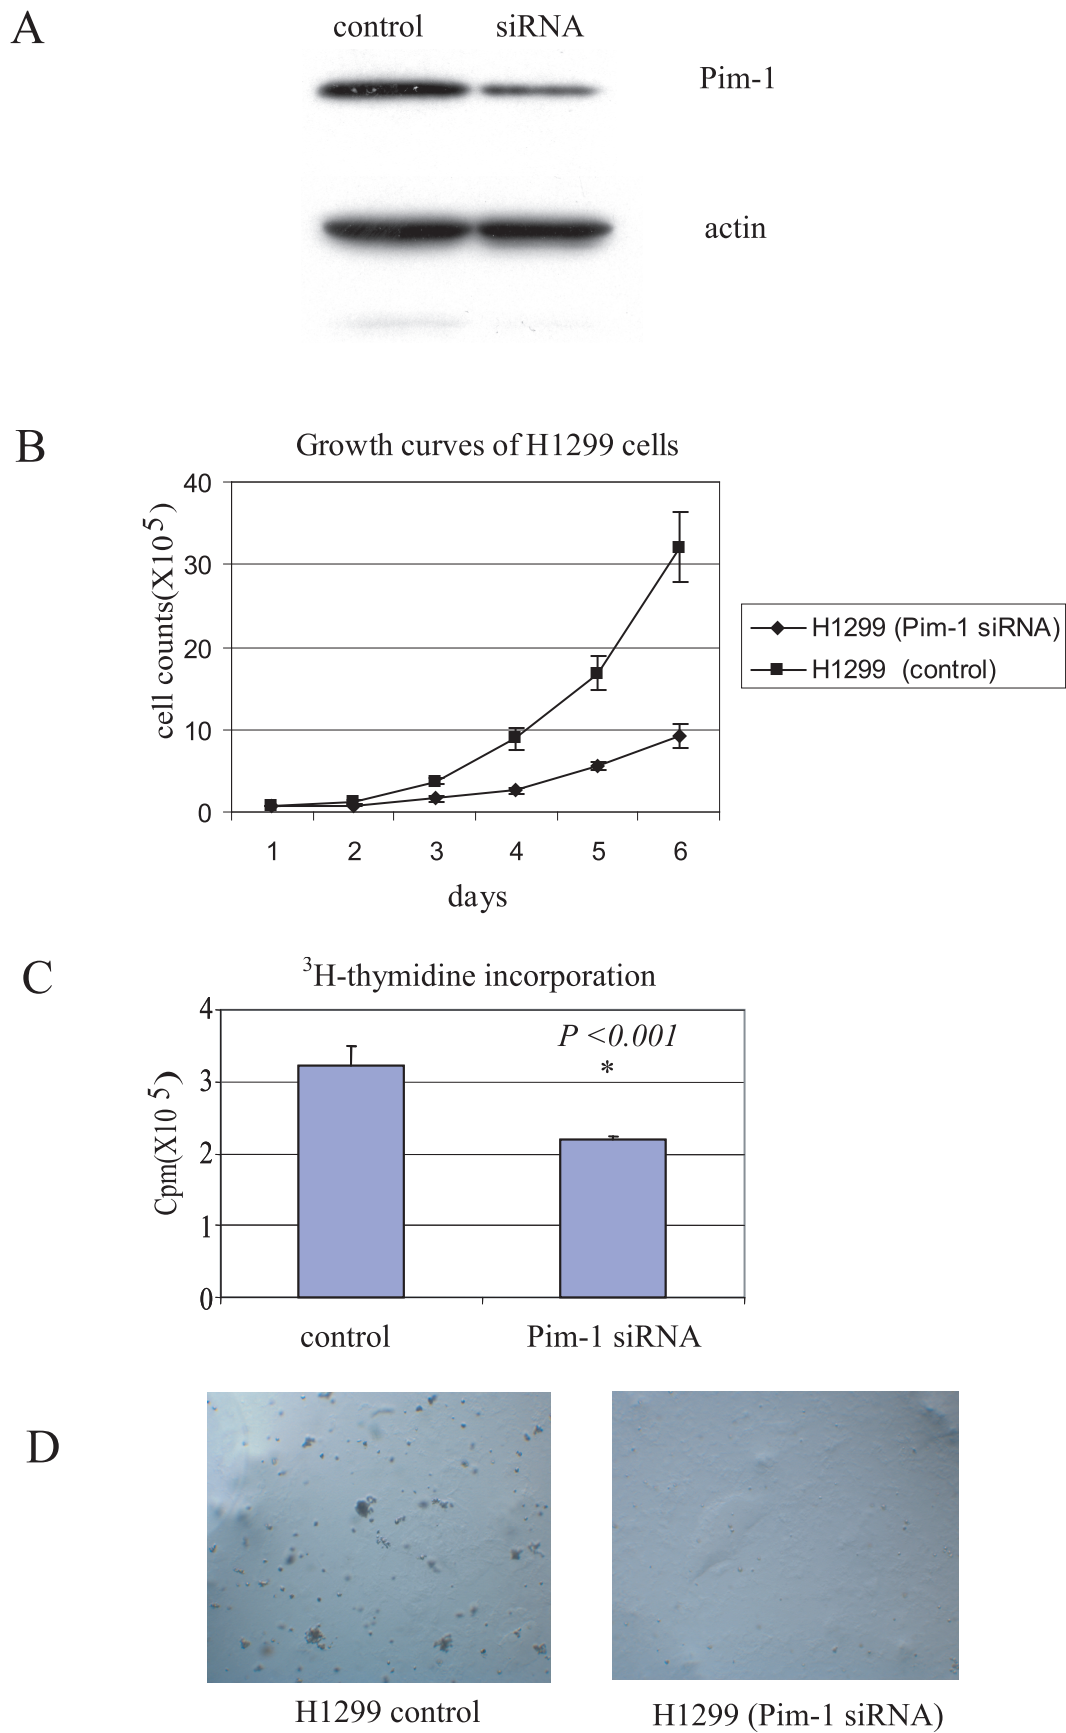 A
control siRNA
Pim-1
actin
B
Growth curves of H1299 cells
cell counts(X10⁵)
40
30
20
10
0
1 2 3 4 5 6
days
H1299 (Pim-1 siRNA)
H1299 (control)
C
³H-thymidine incorporation
Cpm(X10 5)
4
3
2
1
0
P <0.001
*
control Pim-1 siRNA
D
H1299 control H1299 (Pim-1 siRNA)